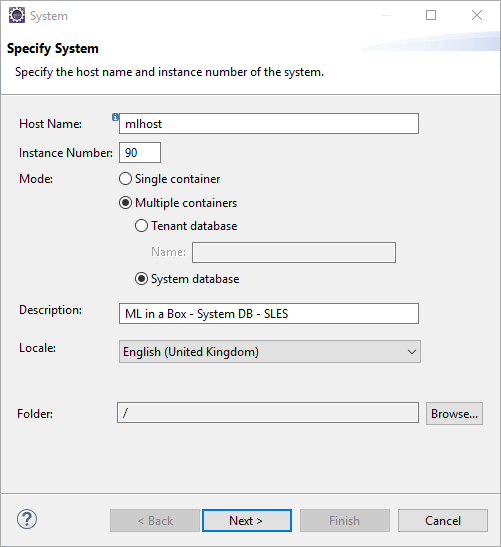 System
Specify System
Specify the host name and instance number of the system.
Host Name: mlhost
Instance Number: 90
Mode: Single container
Multiple containers
Tenant database
Name:
System database
Description: ML in a Box - System DB - SLES
Locale: English (United Kingdom)
Folder: / Browse...
? < Back Next > Finish Cancel